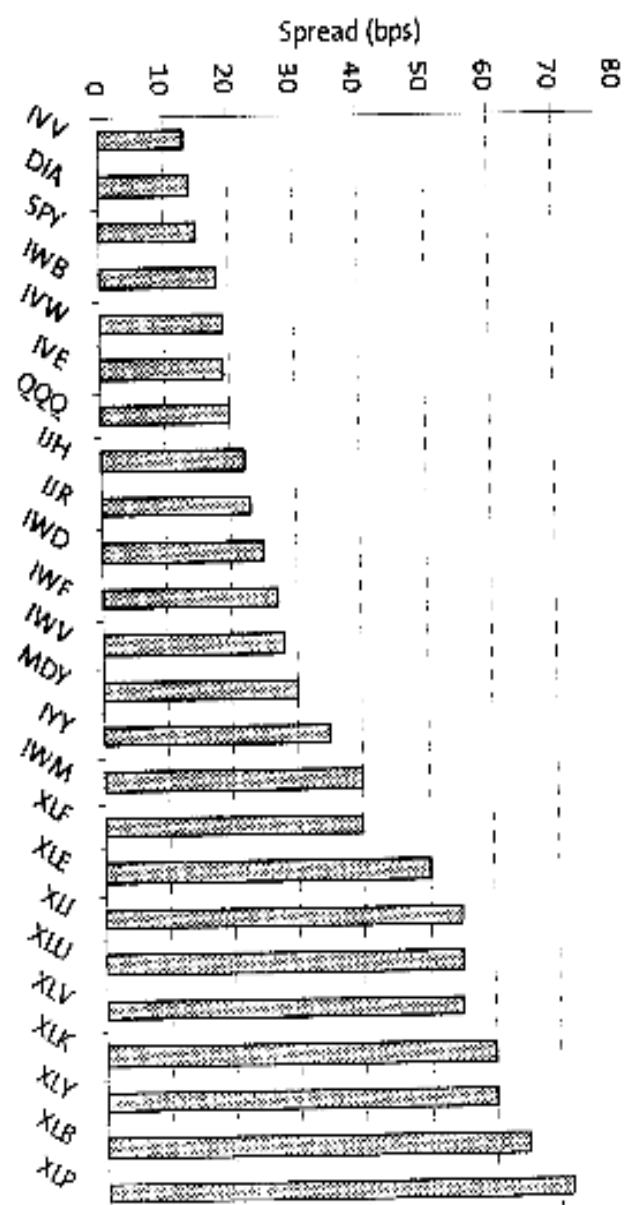 Spread (bps)
0 10 20 30 40 50 60 70 80
IVV
DIA
SPY
IWB
IVW
IVE
QQQ
IJH
IJR
IWD
IWF
IWV
MDY
IYY
IWM
XLF
XLE
XLI
XLU
XLV
XLK
XLY
XLB
XLP